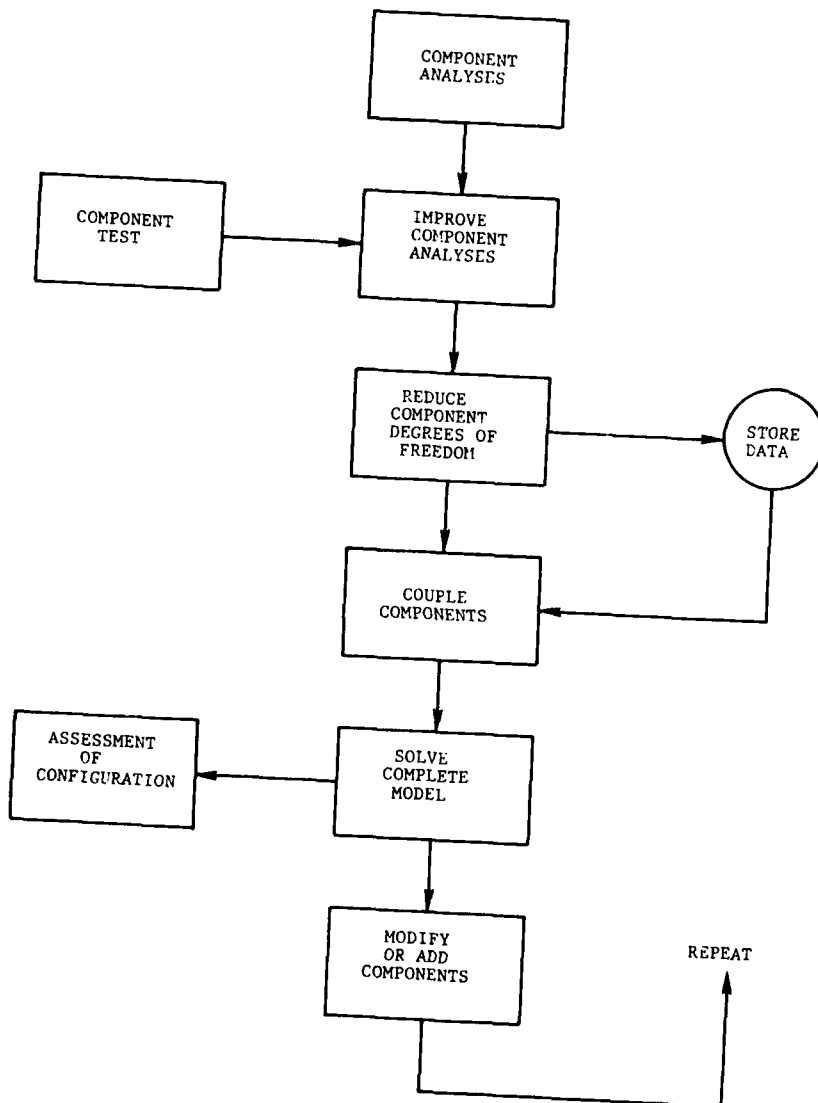 COMPONENT
ANALYSES
COMPONENT
TEST
IMPROVE
COMPONENT
ANALYSES
REDUCE
COMPONENT
DEGREES OF
FREEDOM
STORE
DATA
COUPLE
COMPONENTS
ASSESSMENT
OF
CONFIGURATION
SOLVE
COMPLETE
MODEL
MODIFY
OR ADD
COMPONENTS
REPEAT